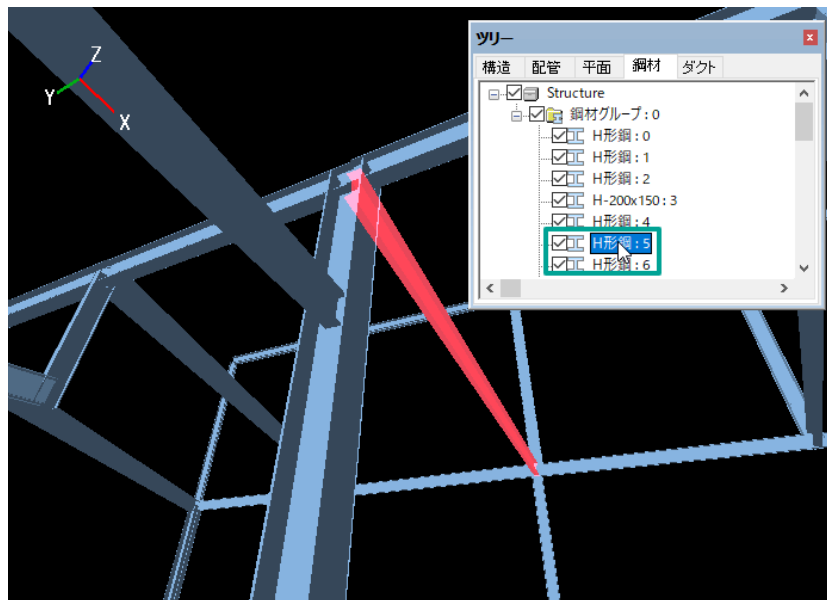 ツリー
構造 配管 平面 鋼材 ダクト
Structure
鋼材グループ : 0
H形鋼 : 0
H形鋼 : 1
H形鋼 : 2
H-200x150 : 3
H形鋼 : 4
H形鋼 : 5
H形鋼 : 6
Z
Y
X